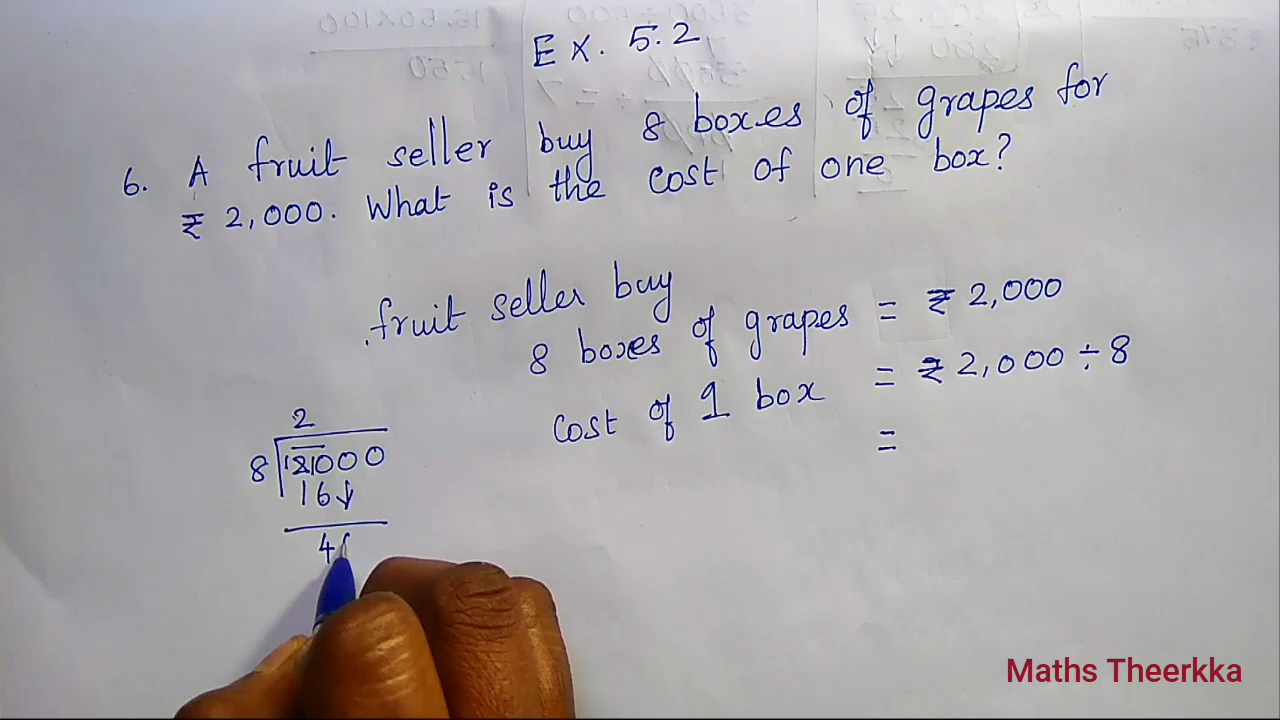 Ex. 5.2
6. A fruit seller buy 8 boxes of grapes for
₹ 2,000. What is the cost of one box?
fruit seller buy
8 boxes of grapes = ₹ 2,000
cost of 1 box = ₹ 2,000 ÷ 8
=
2
8 2000
16↓
4
Maths Theerkka